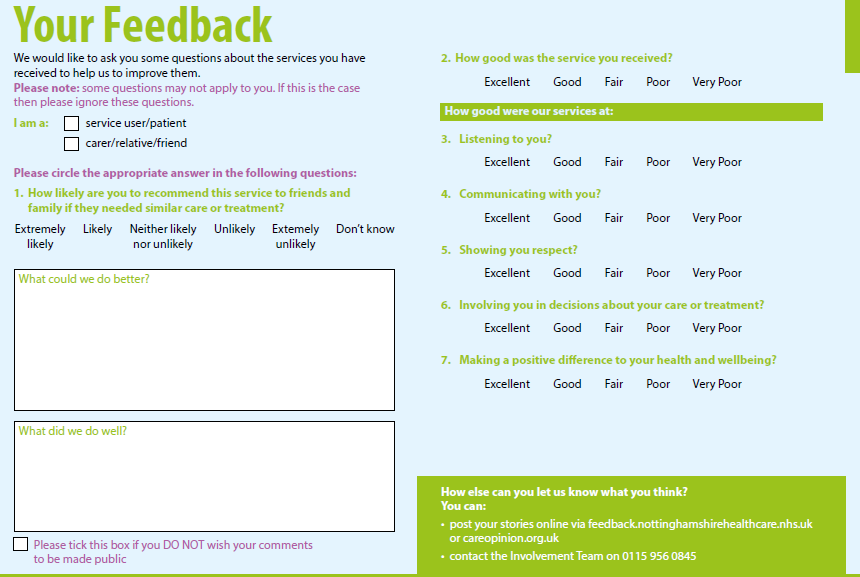 Your Feedback
We would like to ask you some questions about the services you have
received to help us to improve them.
Please note: some questions may not apply to you. If this is the case
then please ignore these questions.
I am a:
service user/patient
carer/relative/friend
Please circle the appropriate answer in the following questions:
1. How likely are you to recommend this service to friends and
family if they needed similar care or treatment?
Extremely Likely Neither likely Unlikely Extemely Don't know
likely nor unlikely unlikely
What could we do better?
What did we do well?
Please tick this box if you DO NOT wish your comments
to be made public
2. How good was the service you received?
Excellent Good Fair Poor Very Poor
How good were our services at:
3. Listening to you?
Excellent Good Fair Poor Very Poor
4. Communicating with you?
Excellent Good Fair Poor Very Poor
5. Showing you respect?
Excellent Good Fair Poor Very Poor
6. Involving you in decisions about your care or treatment?
Excellent Good Fair Poor Very Poor
7. Making a positive difference to your health and wellbeing?
Excellent Good Fair Poor Very Poor
How else can you let us know what you think?
You can:
• post your stories online via feedback.nottinghamshirehealthcare.nhs.uk
or careopinion.org.uk
• contact the Involvement Team on 0115 956 0845